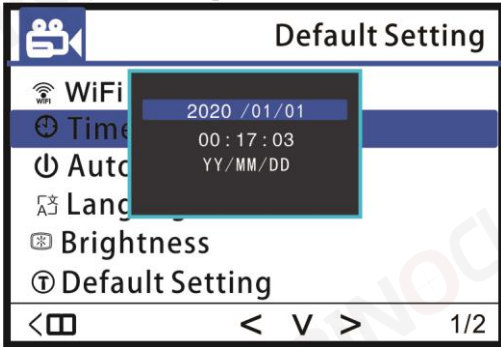 Default Setting
WiFi
Time
2020 /01/01
00:17:03
YY/MM/DD
Auto
Lang
Brightness
Default Setting
< V > 1/2